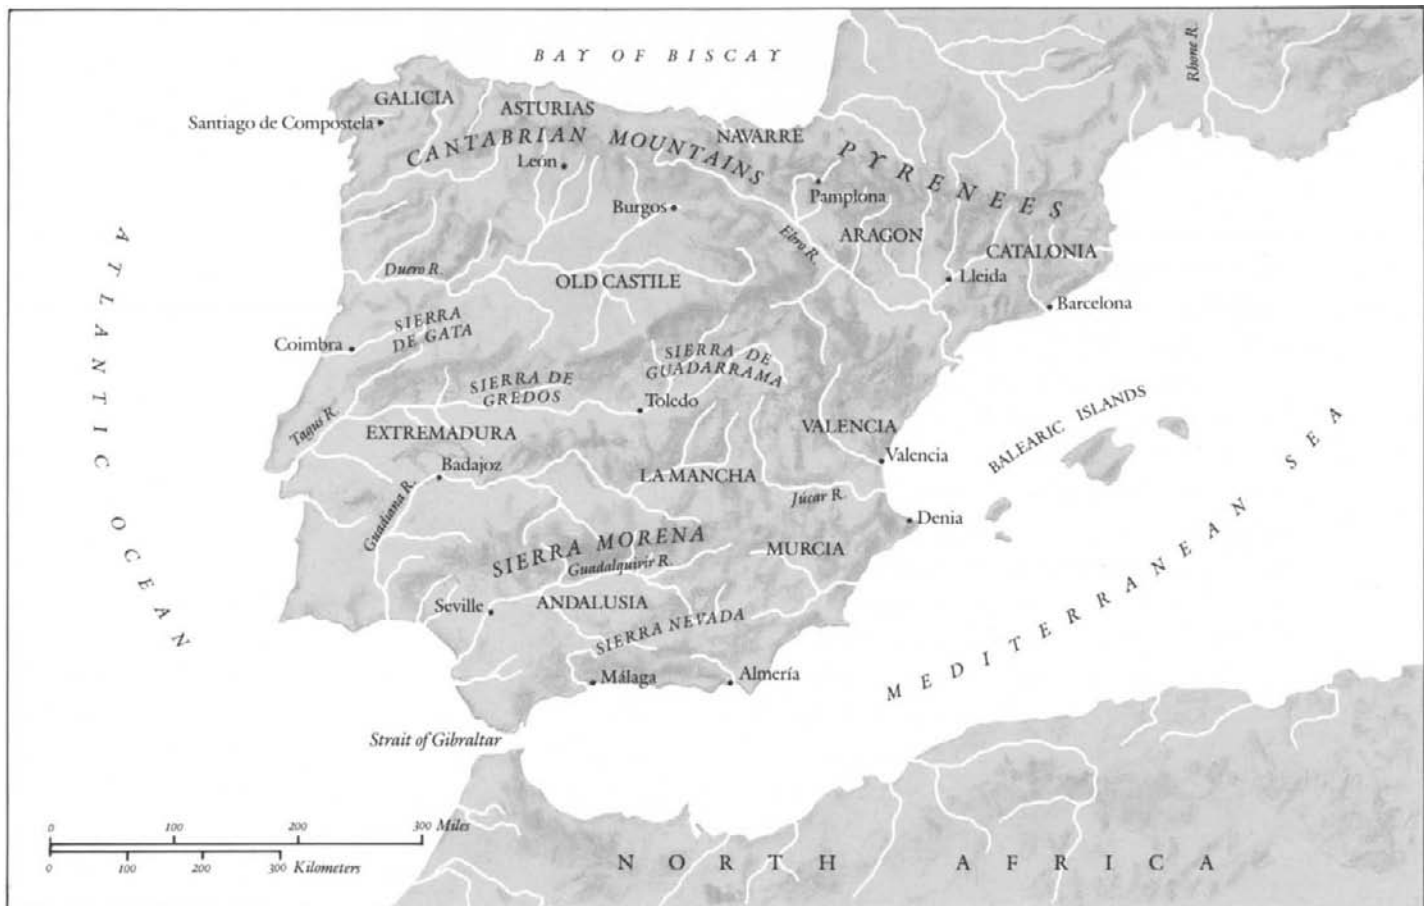 BAY OF BISCAY
Rhone R.
GALICIA
ASTURIAS
Santiago de Compostela
CANTABRIAN MOUNTAINS
NAVARRE
PYRENEES
León
Pamplona
Burgos
Ebro R.
ARAGON
CATALONIA
Duero R.
OLD CASTILE
Lleida
Barcelona
ATLANTIC OCEAN
SIERRA
DE GATA
Coimbra
SIERRA DE
GUADARRAMA
SIERRA DE
GREDOS
Toledo
Tagus R.
EXTREMADURA
VALENCIA
BALEARIC ISLANDS
Valencia
Badajoz
LA MANCHA
Júcar R.
Guadiana R.
Denia
SIERRA MORENA
MURCIA
Guadalquivir R.
Seville
ANDALUSIA
SIERRA NEVADA
MEDITERRANEAN SEA
Málaga
Almería
Strait of Gibraltar
0 100 200 300 Miles
0 100 200 300 Kilometers
NORTH AFRICA